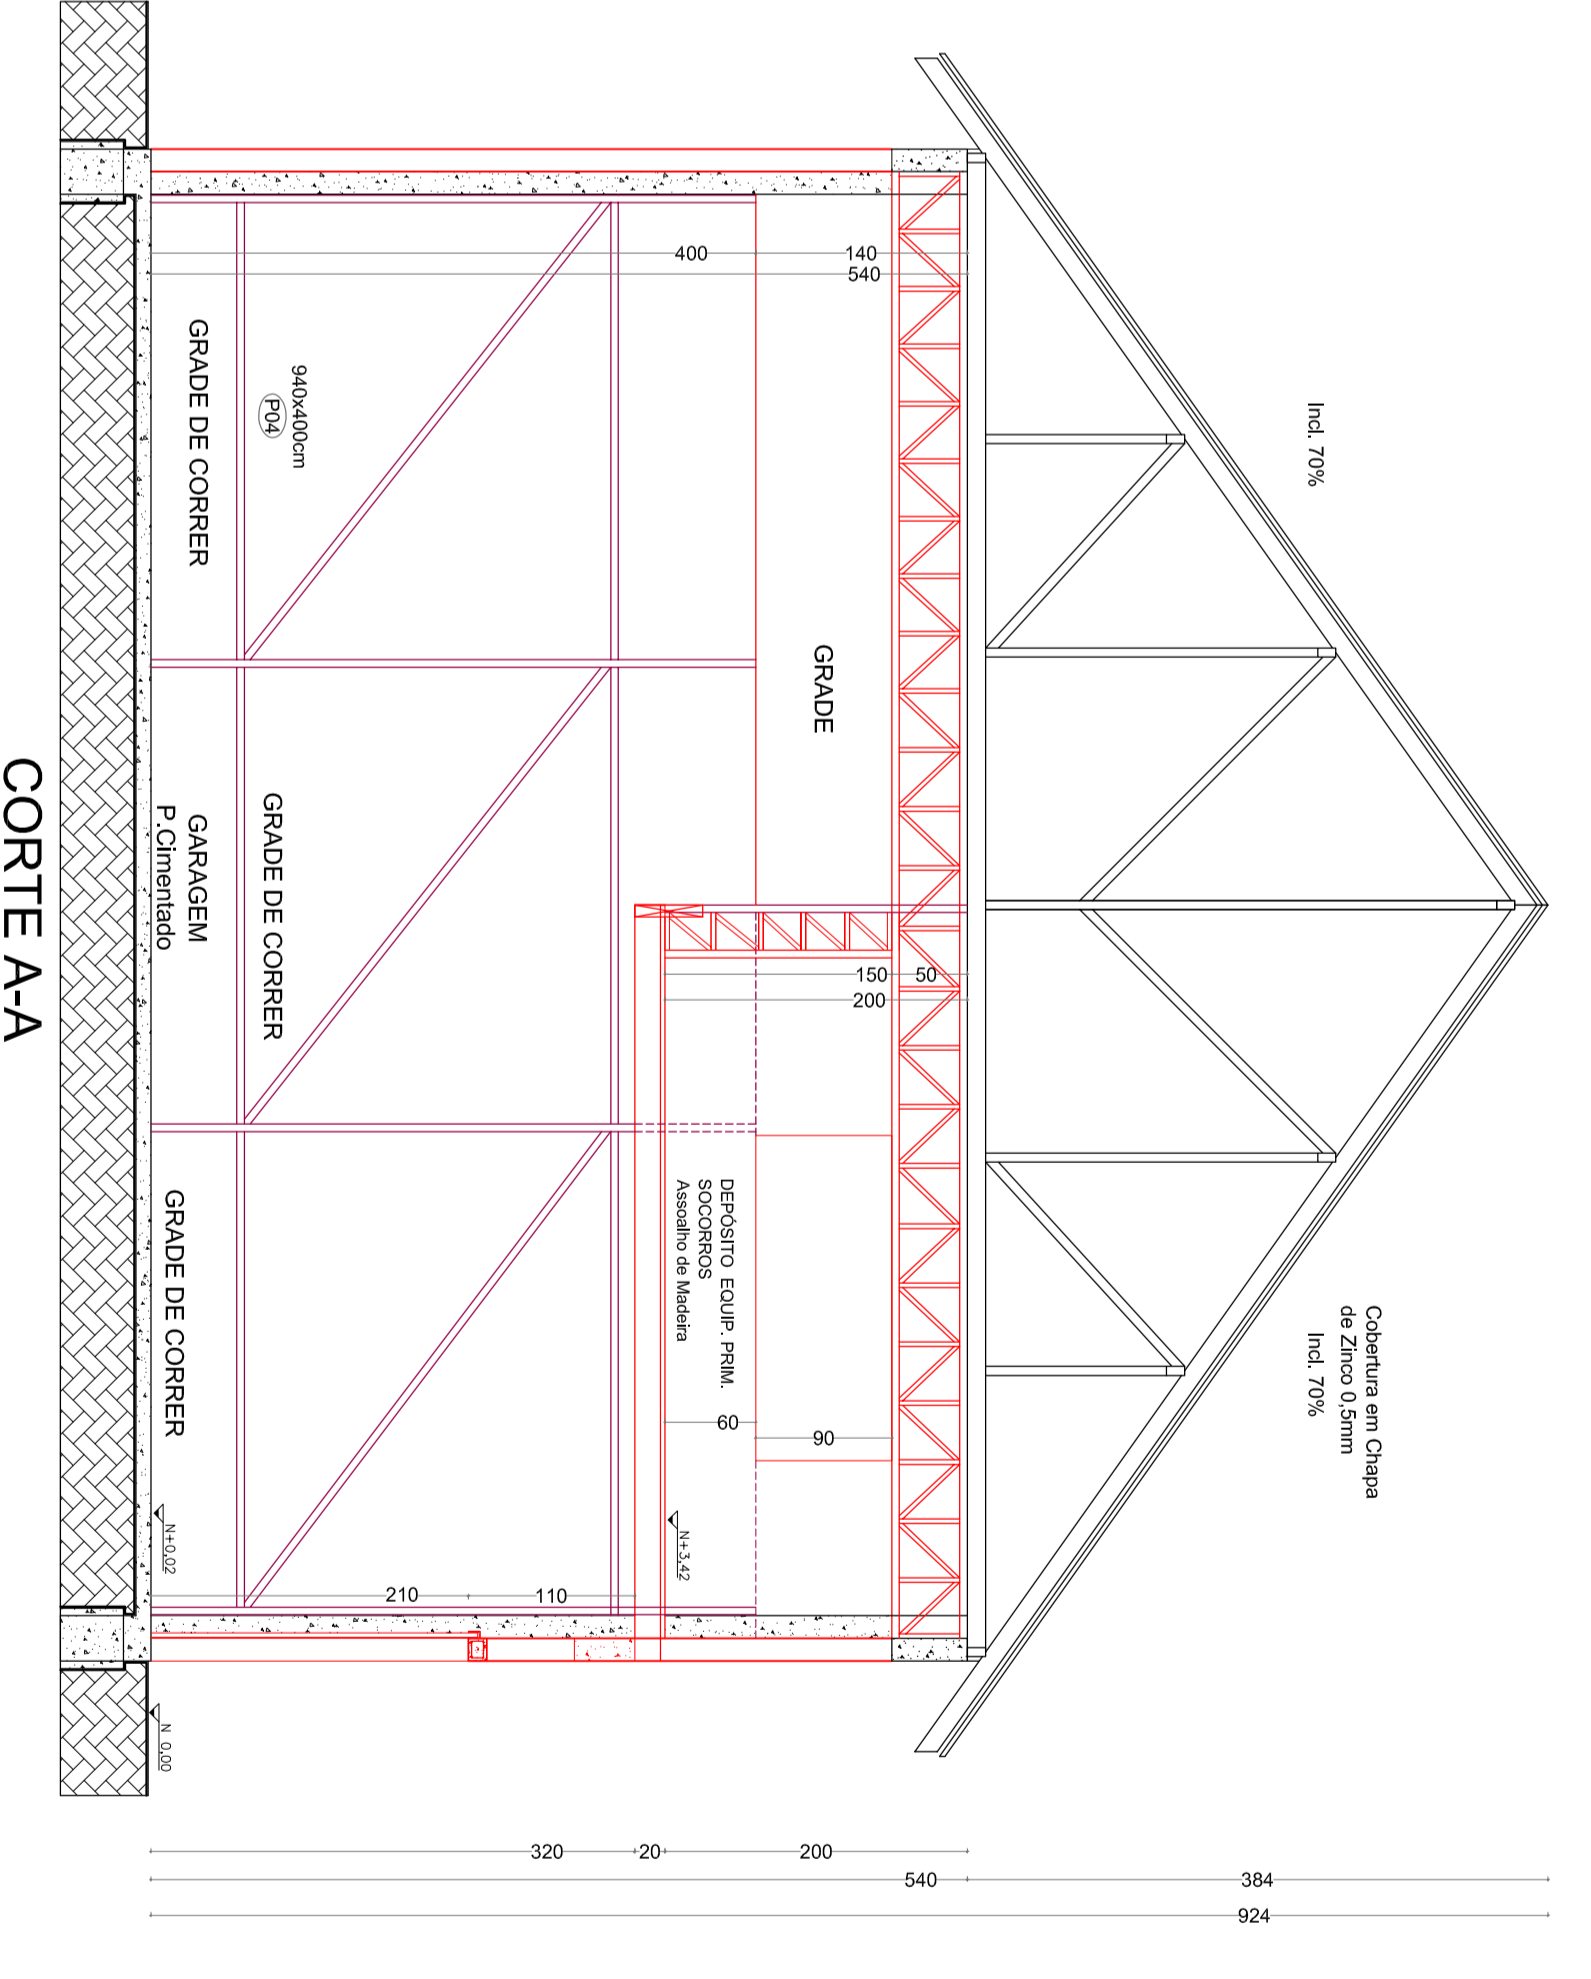 Incl. 70%
Cobertura em Chapa
de Zinco 0,5mm
Incl. 70%
400
140
540
GRADE
940x400cm
P04
GRADE DE CORRER
GRADE DE CORRER
GARAGEM
P.Cimentado
150
50
200
DEPÓSITO EQUIP. PRIM.
SOCORROS
Assoalho de Madeira
60
90
N+3,42
GRADE DE CORRER
N+0,02
210
110
N 0,00
320
20
200
540
384
924
CORTE A-A